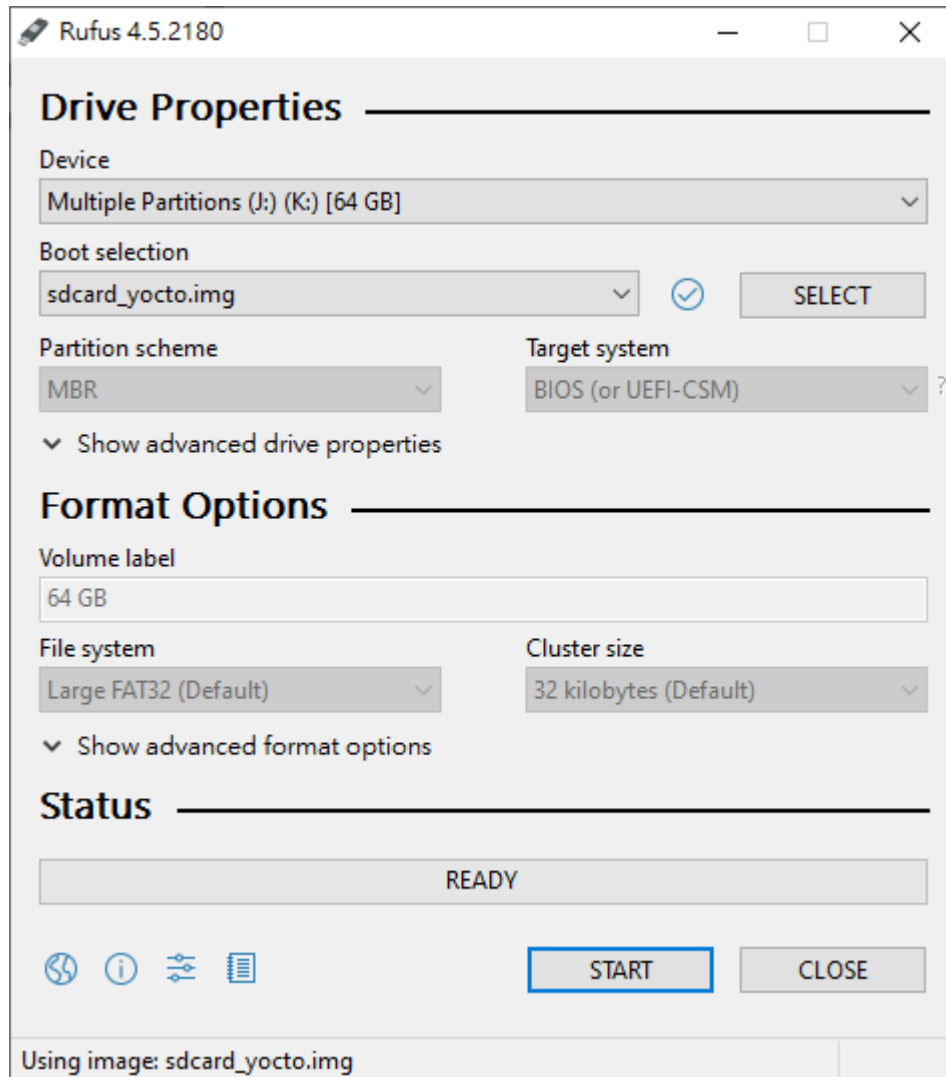 Rufus 4.5.2180
Drive Properties
Device
Multiple Partitions (J:) (K:) [64 GB]
Boot selection
sdcard_yocto.img
SELECT
Partition scheme
Target system
MBR
BIOS (or UEFI-CSM)
?
Show advanced drive properties
Format Options
Volume label
64 GB
File system
Cluster size
Large FAT32 (Default)
32 kilobytes (Default)
Show advanced format options
Status
READY
START
CLOSE
Using image: sdcard_yocto.img